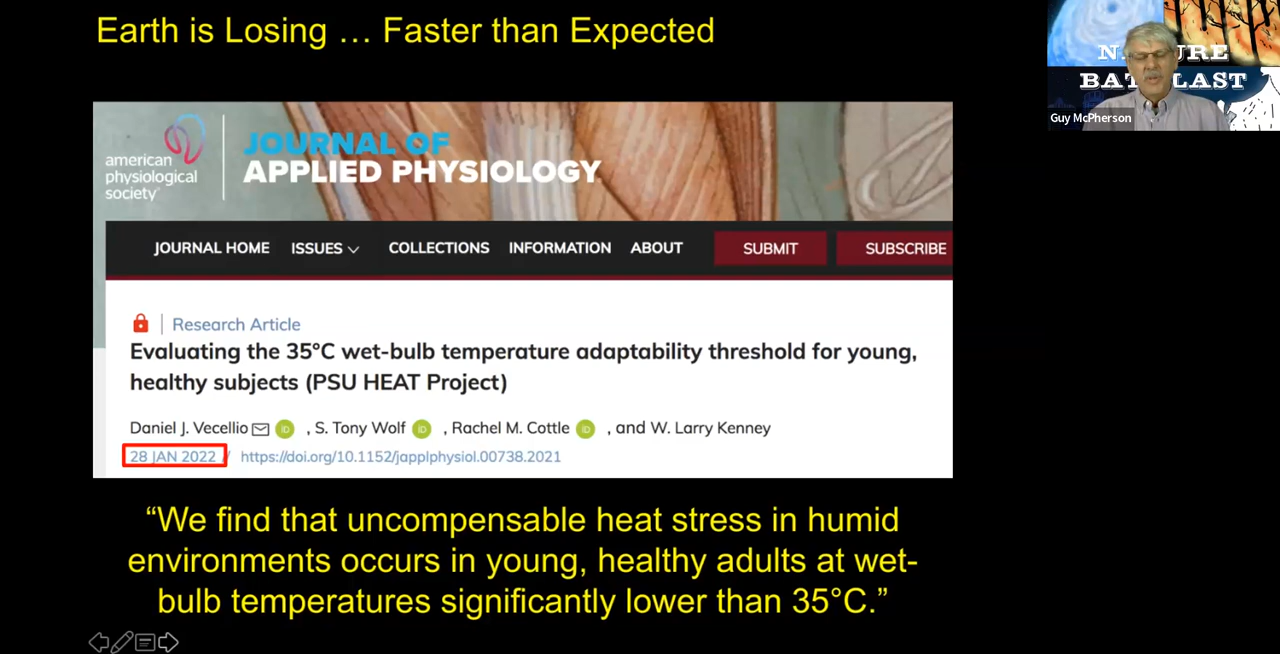 Earth is Losing … Faster than Expected
Guy McPherson
american
physiological
society
JOURNAL OF
APPLIED PHYSIOLOGY
JOURNAL HOME ISSUES COLLECTIONS INFORMATION ABOUT SUBMIT SUBSCRIBE
Research Article
Evaluating the 35°C wet-bulb temperature adaptability threshold for young,
healthy subjects (PSU HEAT Project)
Daniel J. Vecellio iD , S. Tony Wolf iD , Rachel M. Cottle iD , and W. Larry Kenney
28 JAN 2022 / https://doi.org/10.1152/japplphysiol.00738.2021
“We find that uncompensable heat stress in humid
environments occurs in young, healthy adults at wet-
bulb temperatures significantly lower than 35°C.”